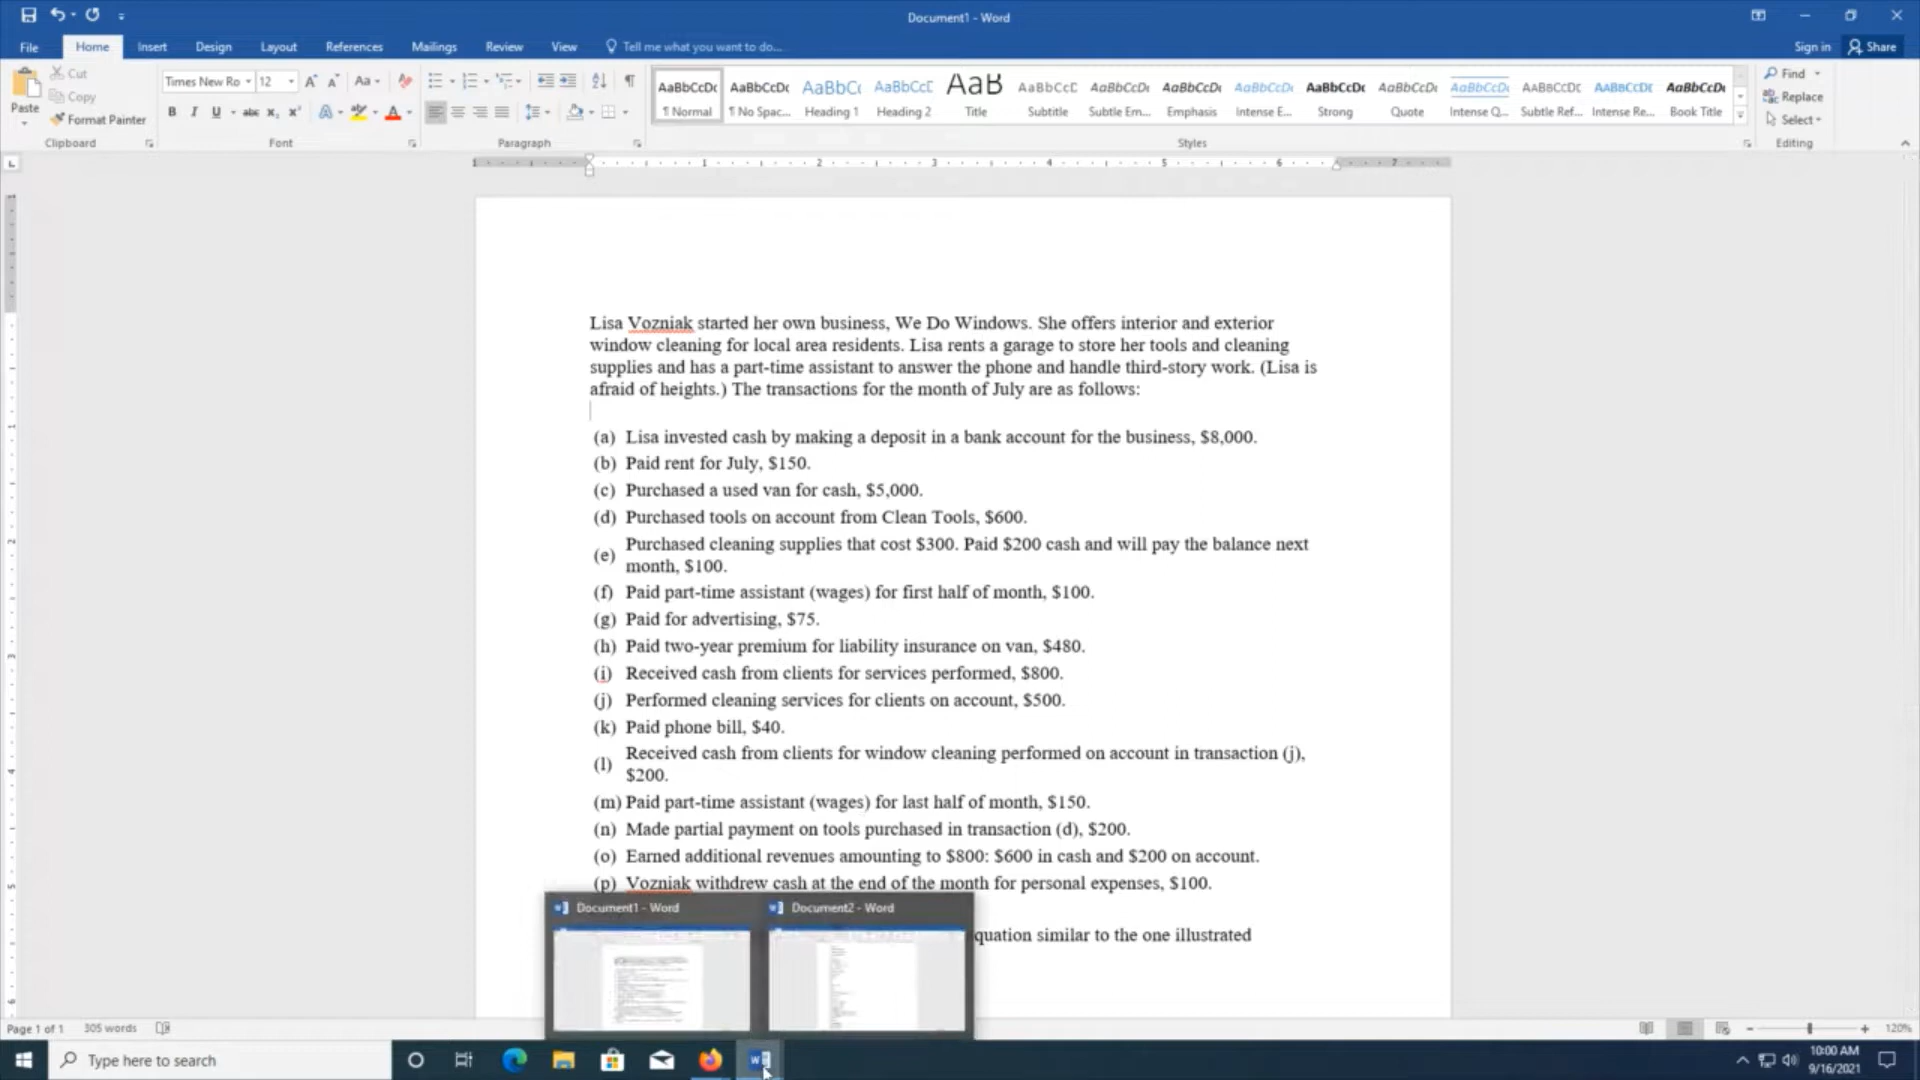 Document1 - Word
File Home Insert Design Layout References Mailings Review View Tell me what you want to do... Sign in Share
Paste
Cut
Copy
Format Painter
Times New Ro 12
AaBbCcDc AaBbCcDc AaBbCc AaBbCcC AaB AaBbCcC AaBbCcDc AaBbCcDc AaBbCcDc AaBbCcDc AaBbCcDc AaBbCcDc AABBCCDC AABBCCDC AaBbCcDc
¶ Normal ¶ No Spac... Heading 1 Heading 2 Title Subtitle Subtle Em... Emphasis Intense E... Strong Quote Intense Q... Subtle Ref... Intense Re... Book Title
Find
Replace
Select
Clipboard Font Paragraph Styles Editing
1 1 2 3 4 5 6 7
Lisa Vozniak started her own business, We Do Windows. She offers interior and exterior
window cleaning for local area residents. Lisa rents a garage to store her tools and cleaning
supplies and has a part-time assistant to answer the phone and handle third-story work. (Lisa is
afraid of heights.) The transactions for the month of July are as follows:
(a) Lisa invested cash by making a deposit in a bank account for the business, $8,000.
(b) Paid rent for July, $150.
(c) Purchased a used van for cash, $5,000.
(d) Purchased tools on account from Clean Tools, $600.
(e) Purchased cleaning supplies that cost $300. Paid $200 cash and will pay the balance next
month, $100.
(f) Paid part-time assistant (wages) for first half of month, $100.
(g) Paid for advertising, $75.
(h) Paid two-year premium for liability insurance on van, $480.
(i) Received cash from clients for services performed, $800.
(j) Performed cleaning services for clients on account, $500.
(k) Paid phone bill, $40.
(l) Received cash from clients for window cleaning performed on account in transaction (j),
$200.
(m) Paid part-time assistant (wages) for last half of month, $150.
(n) Made partial payment on tools purchased in transaction (d), $200.
(o) Earned additional revenues amounting to $800: $600 in cash and $200 on account.
(p) Vozniak withdrew cash at the end of the month for personal expenses, $100.
Document1 - Word Document2 - Word
quation similar to the one illustrated
Page 1 of 1 305 words 120%
Type here to search
10:00 AM
9/16/2021